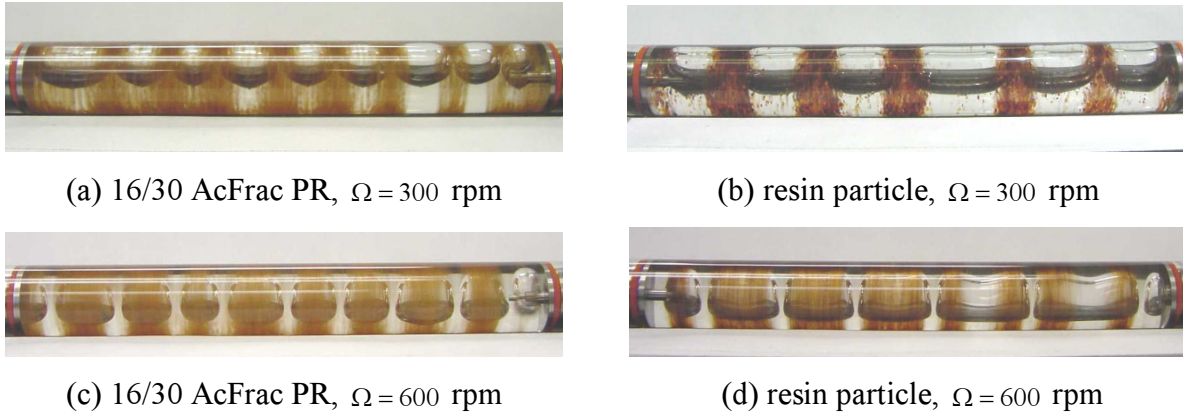 (a) 16/30 AcFrac PR, Ω = 300 rpm
(b) resin particle, Ω = 300 rpm
(c) 16/30 AcFrac PR, Ω = 600 rpm
(d) resin particle, Ω = 600 rpm